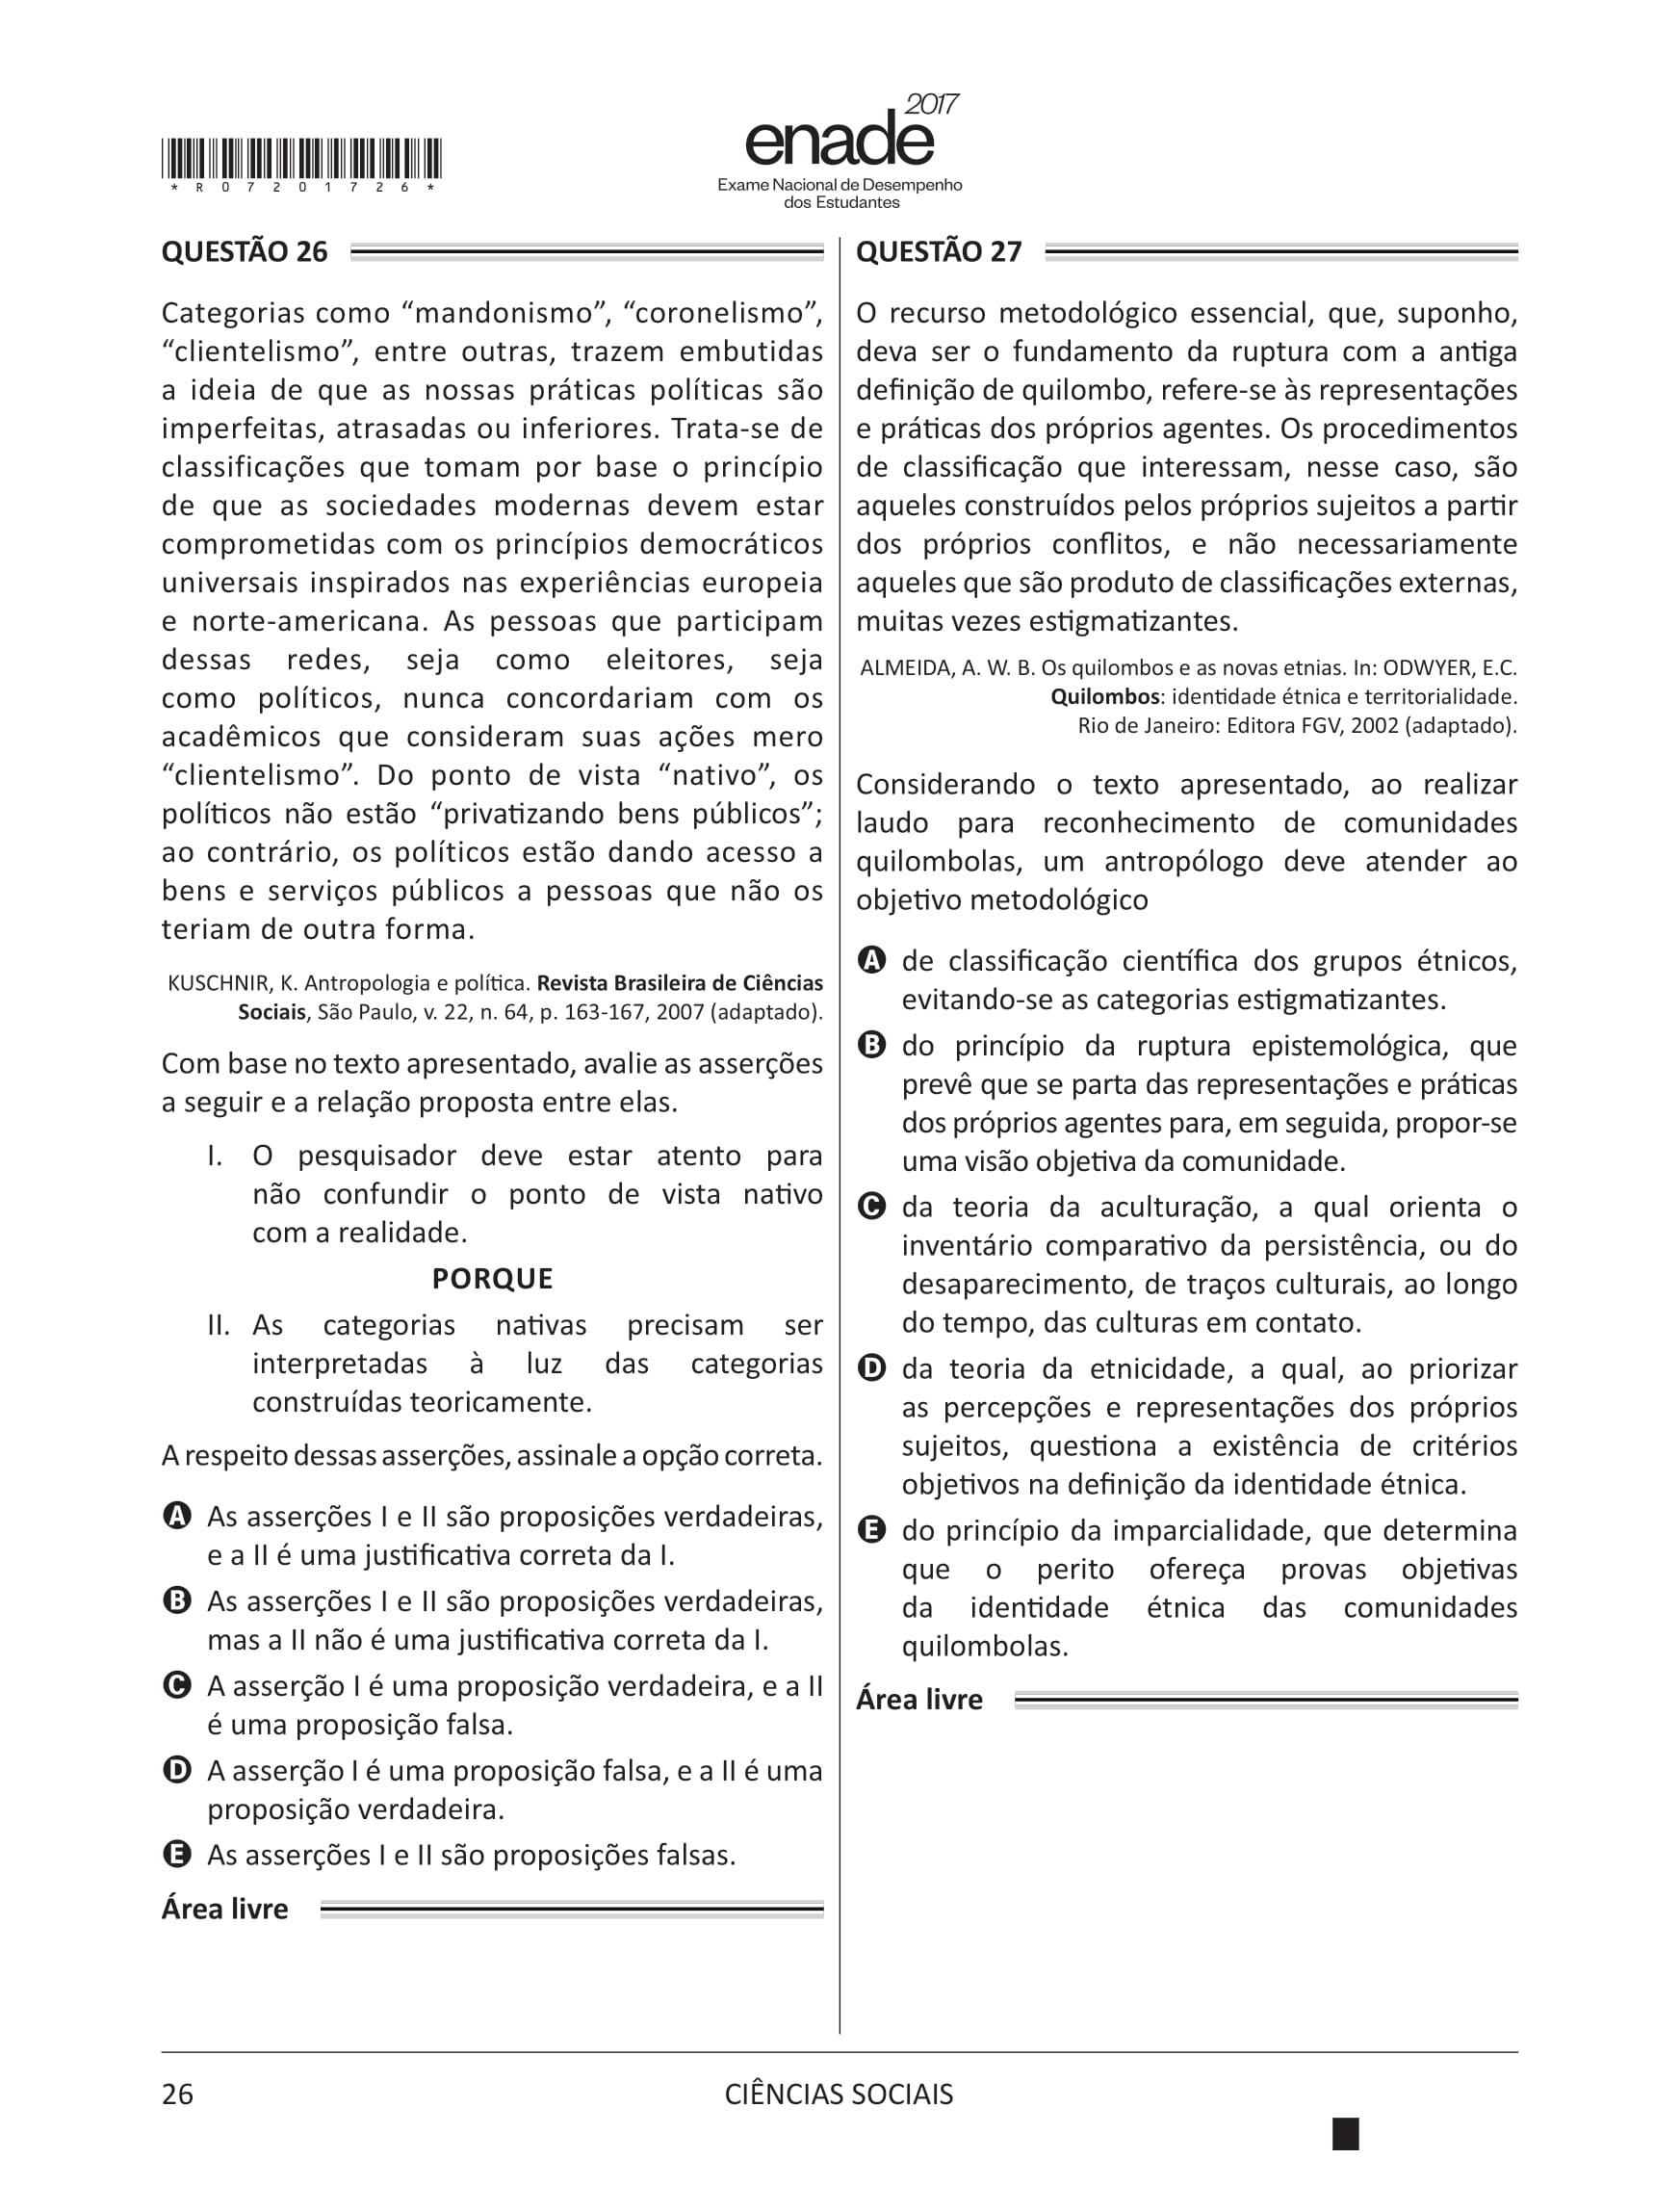 enade 2017
Exame Nacional de Desempenho
dos Estudantes
*R07201726*
QUESTÃO 26
Categorias como “mandonismo”, “coronelismo”,
“clientelismo”, entre outras, trazem embutidas
a ideia de que as nossas práticas políticas são
imperfeitas, atrasadas ou inferiores. Trata-se de
classificações que tomam por base o princípio
de que as sociedades modernas devem estar
comprometidas com os princípios democráticos
universais inspirados nas experiências europeia
e norte-americana. As pessoas que participam
dessas redes, seja como eleitores, seja
como políticos, nunca concordariam com os
acadêmicos que consideram suas ações mero
“clientelismo”. Do ponto de vista “nativo”, os
políticos não estão “privatizando bens públicos”;
ao contrário, os políticos estão dando acesso a
bens e serviços públicos a pessoas que não os
teriam de outra forma.
KUSCHNIR, K. Antropologia e política. Revista Brasileira de Ciências
Sociais, São Paulo, v. 22, n. 64, p. 163-167, 2007 (adaptado).
Com base no texto apresentado, avalie as asserções
a seguir e a relação proposta entre elas.
I. O pesquisador deve estar atento para
não confundir o ponto de vista nativo
com a realidade.
PORQUE
II. As categorias nativas precisam ser
interpretadas à luz das categorias
construídas teoricamente.
A respeito dessas asserções, assinale a opção correta.
A As asserções I e II são proposições verdadeiras,
e a II é uma justificativa correta da I.
B As asserções I e II são proposições verdadeiras,
mas a II não é uma justificativa correta da I.
C A asserção I é uma proposição verdadeira, e a II
é uma proposição falsa.
D A asserção I é uma proposição falsa, e a II é uma
proposição verdadeira.
E As asserções I e II são proposições falsas.
Área livre
QUESTÃO 27
O recurso metodológico essencial, que, suponho,
deva ser o fundamento da ruptura com a antiga
definição de quilombo, refere-se às representações
e práticas dos próprios agentes. Os procedimentos
de classificação que interessam, nesse caso, são
aqueles construídos pelos próprios sujeitos a partir
dos próprios conflitos, e não necessariamente
aqueles que são produto de classificações externas,
muitas vezes estigmatizantes.
ALMEIDA, A. W. B. Os quilombos e as novas etnias. In: ODWYER, E.C.
Quilombos: identidade étnica e territorialidade.
Rio de Janeiro: Editora FGV, 2002 (adaptado).
Considerando o texto apresentado, ao realizar
laudo para reconhecimento de comunidades
quilombolas, um antropólogo deve atender ao
objetivo metodológico
A de classificação científica dos grupos étnicos,
evitando-se as categorias estigmatizantes.
B do princípio da ruptura epistemológica, que
prevê que se parta das representações e práticas
dos próprios agentes para, em seguida, propor-se
uma visão objetiva da comunidade.
C da teoria da aculturação, a qual orienta o
inventário comparativo da persistência, ou do
desaparecimento, de traços culturais, ao longo
do tempo, das culturas em contato.
D da teoria da etnicidade, a qual, ao priorizar
as percepções e representações dos próprios
sujeitos, questiona a existência de critérios
objetivos na definição da identidade étnica.
E do princípio da imparcialidade, que determina
que o perito ofereça provas objetivas
da identidade étnica das comunidades
quilombolas.
Área livre
26
CIÊNCIAS SOCIAIS